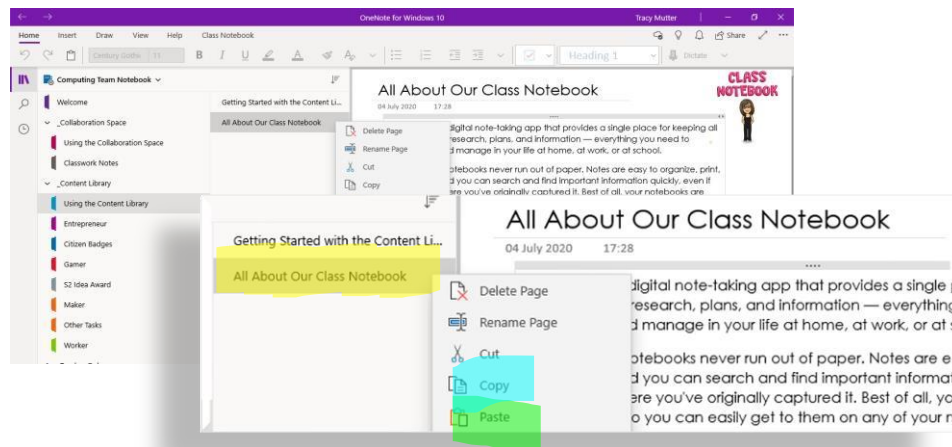 OneNote for Windows 10
Tracy Mutter
Home Insert Draw View Help Class Notebook
Share
Century Gothic 11
B I U A
Heading 1
Dictate
Computing Team Notebook
Welcome
_Collaboration Space
Using the Collaboration Space
Classwork Notes
_Content Library
Using the Content Library
Entrepreneur
Citizen Badges
Gamer
S2 Idea Award
Maker
Other Tasks
Worker
Getting Started with the Content Li...
All About Our Class Notebook
Delete Page
Rename Page
Cut
Copy
All About Our Class Notebook
04 July 2020 17:28
CLASS
NOTEBOOK
digital note-taking app that provides a single place for keeping all
research, plans, and information — everything you need to
d manage in your life at home, at work, or at school.
otebooks never run out of paper. Notes are easy to organize, print,
d you can search and find important information quickly, even if
ere you've originally captured it. Best of all, your notebooks are
Getting Started with the Content Li...
All About Our Class Notebook
Delete Page
Rename Page
Cut
Copy
Paste
All About Our Class Notebook
04 July 2020 17:28
digital note-taking app that provides a single
research, plans, and information — everything
d manage in your life at home, at work, or at
otebooks never run out of paper. Notes are e
d you can search and find important informat
ere you've originally captured it. Best of all, yo
o you can easily get to them on any of your